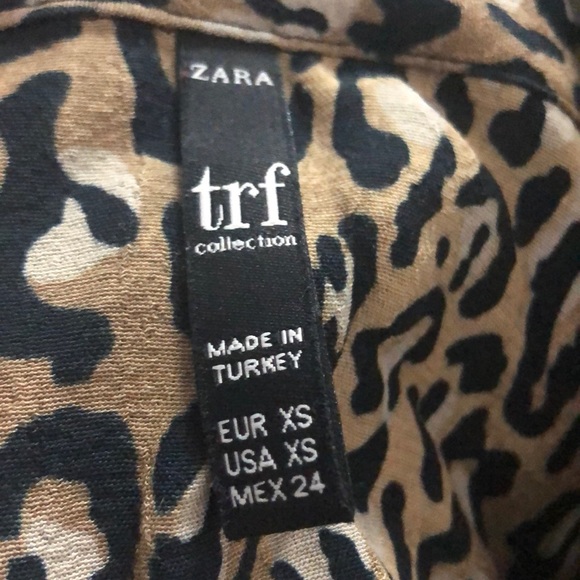 ZARA
trf
collection
MADE IN
TURKEY
EUR XS
USA XS
MEX 24